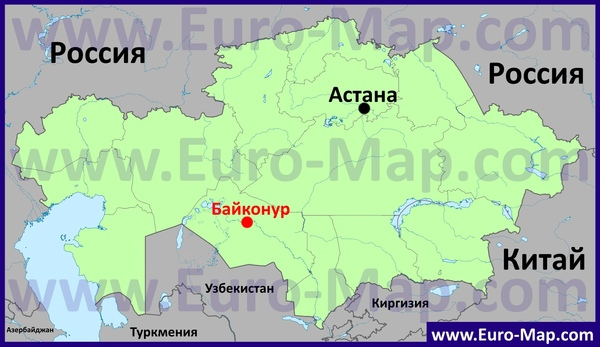 www.Euro-Map.com
Россия
Россия
Астана
www.Euro-Map.com
Байконур
Китай
www.Euro-Map.com
Узбекистан
Киргизия
Азербайджан
Туркмения
www.Euro-Map.com